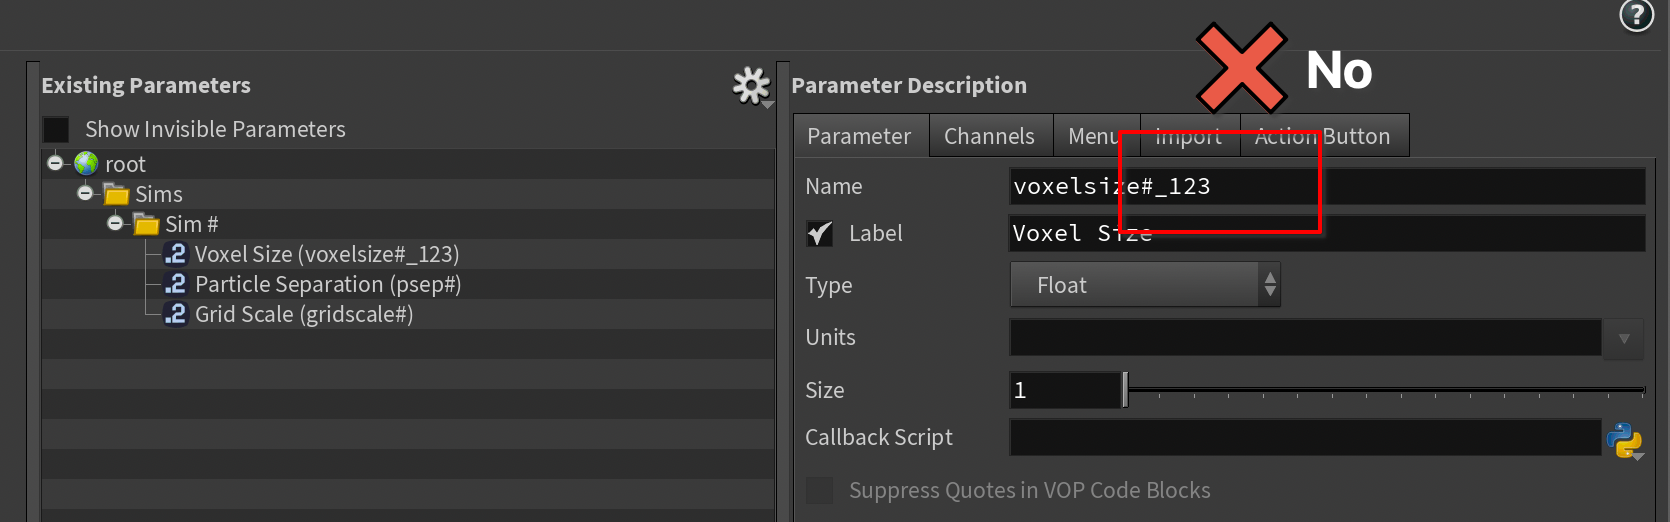 ?
No
Existing Parameters
Show Invisible Parameters
root
Sims
Sim #
.2 Voxel Size (voxelsize#_123)
.2 Particle Separation (psep#)
.2 Grid Scale (gridscale#)
Parameter Description
Parameter Channels Menu Import Action Button
Name voxelsize#_123
Label Voxel Size
Type Float
Units
Size 1
Callback Script
Suppress Quotes in VOP Code Blocks